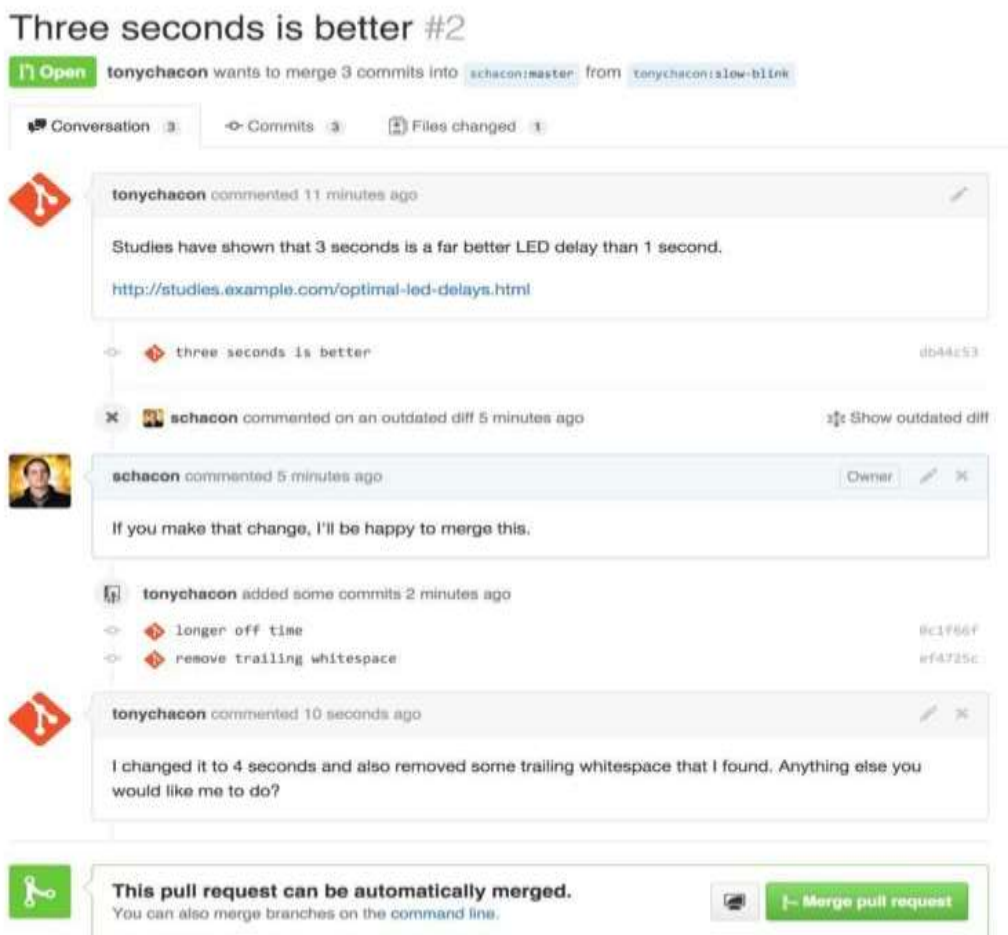 Three seconds is better #2
Open tonychacon wants to merge 3 commits into schacon:master from tonychacon:slow-blink
Conversation 3 Commits 3 Files changed 1
tonychacon commented 11 minutes ago
Studies have shown that 3 seconds is a far better LED delay than 1 second.
http://studies.example.com/optimal-led-delays.html
three seconds is better db44c53
schacon commented on an outdated diff 5 minutes ago Show outdated diff
schacon commented 5 minutes ago Owner
If you make that change, I'll be happy to merge this.
tonychacon added some commits 2 minutes ago
longer off time 0c1f66f
remove trailing whitespace ef4725c
tonychacon commented 10 seconds ago
I changed it to 4 seconds and also removed some trailing whitespace that I found. Anything else you
would like me to do?
This pull request can be automatically merged.
You can also merge branches on the command line.
Merge pull request